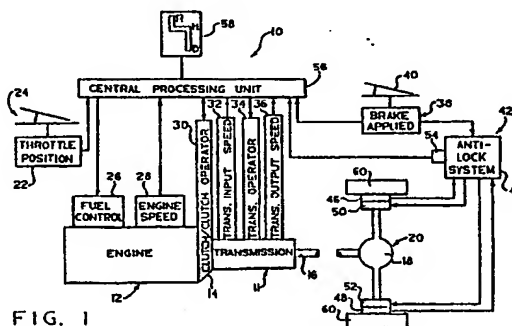 58
R
N
D
10
24
CENTRAL PROCESSING UNIT
56
40
THROTTLE POSITION
22
30
32
34
36
BRAKE APPLIED
38
42
54
ANTI-LOCK SYSTEM
26
28
FUEL CONTROL
ENGINE SPEED
CLUTCH/CLUTCH OPERATOR
TRANS. INPUT SPEED
TRANS. OPERATOR
TRANS. OUTPUT SPEED
60
46
50
20
ENGINE
TRANSMISSION
16
18
12
14
11
52
48
60
FIG. 1